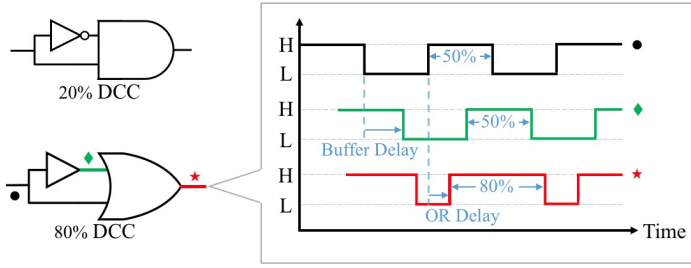 20% DCC
80% DCC
H
50%
L
H
50%
L
Buffer Delay
H
80%
L
OR Delay
Time